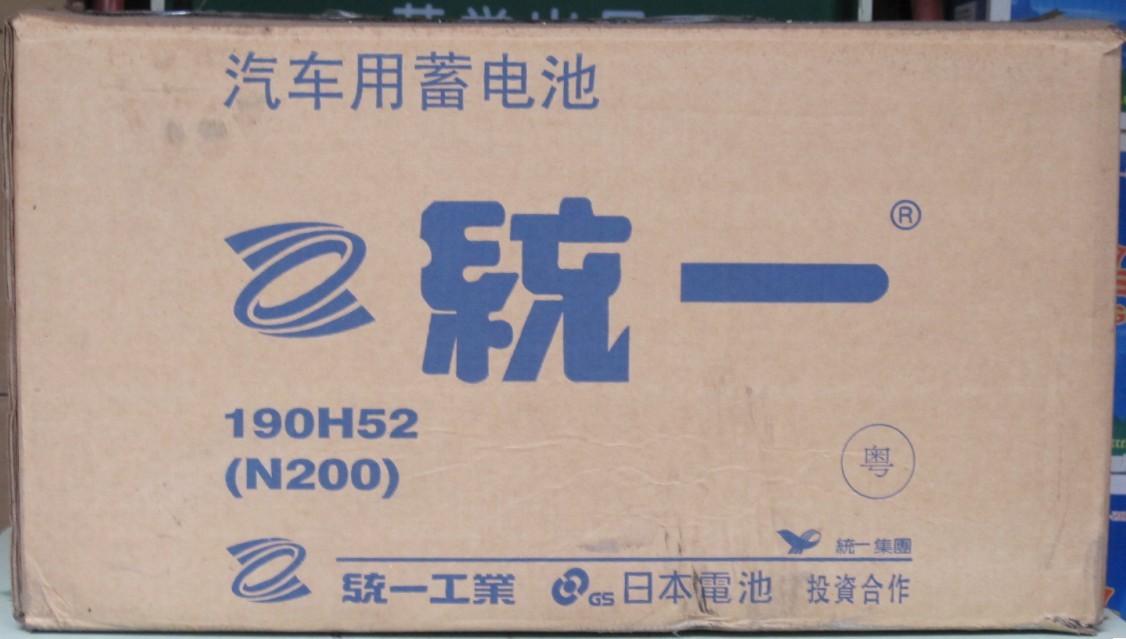 汽车用蓄电池
統一®
190H52
(N200)
粤
統一集團
統一工業 GS 日本電池 投資合作